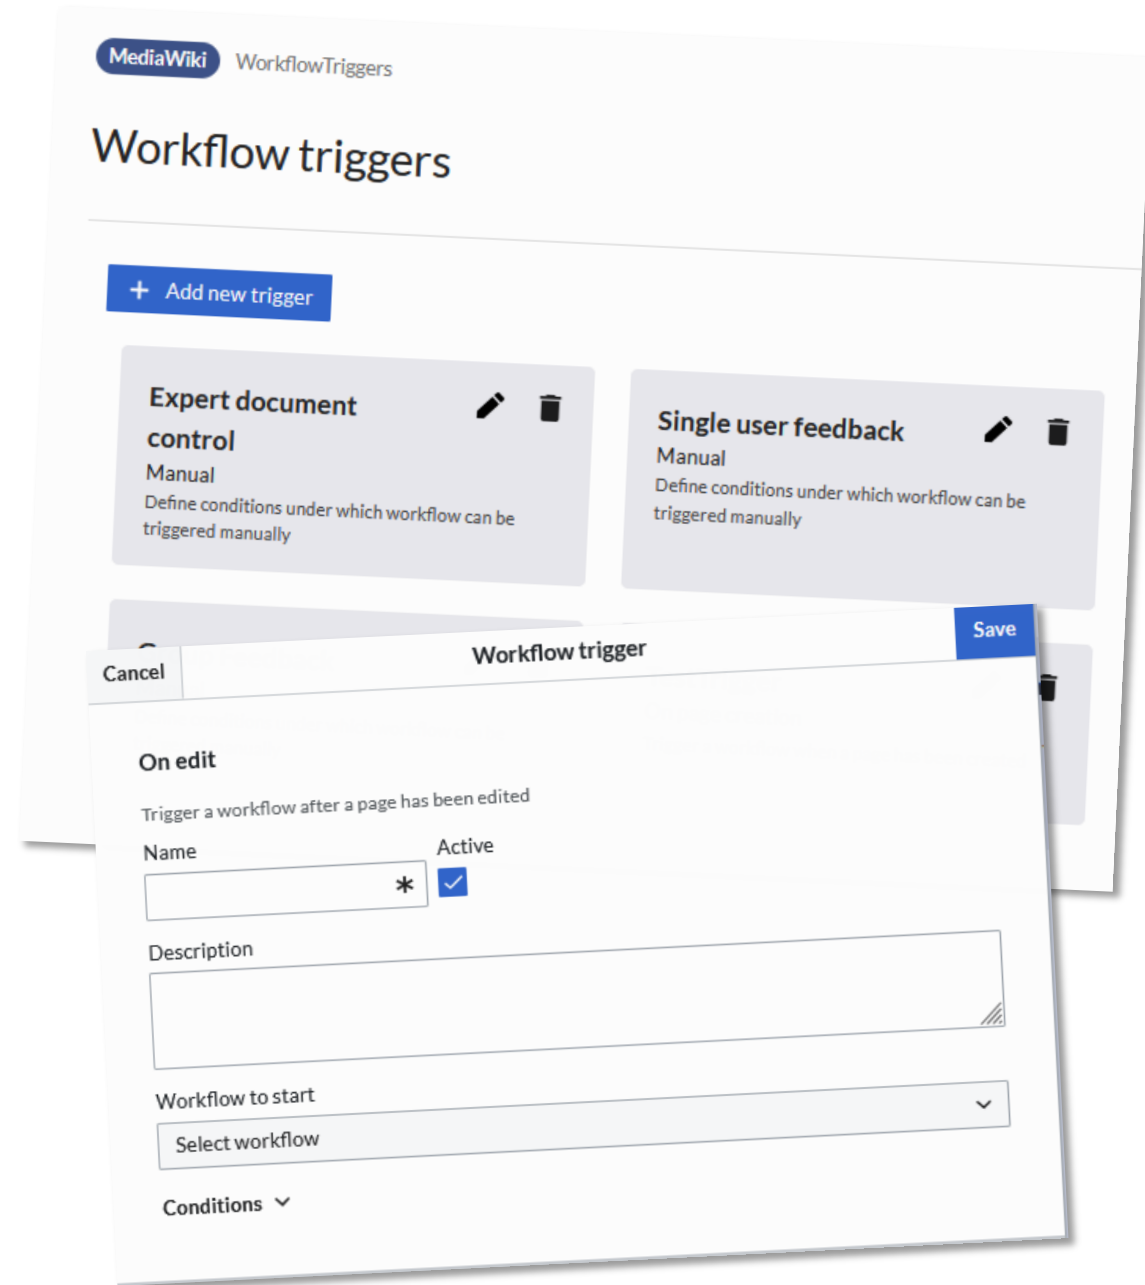 MediaWiki WorkflowTriggers
Workflow triggers
+ Add new trigger
Expert document
control
Manual
Define conditions under which workflow can be
triggered manually
Single user feedback
Manual
Define conditions under which workflow can be
triggered manually
Cancel
Workflow trigger
Save
On edit
Trigger a workflow after a page has been edited
Name
Active
*
Description
Workflow to start
Select workflow
Conditions